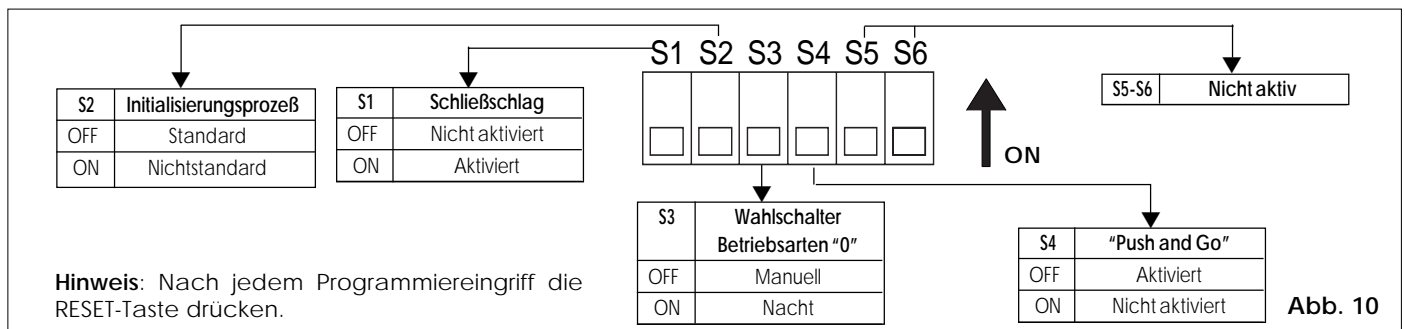 S1 S2 S3 S4 S5 S6
ON
S2 Initialisierungsprozeß
OFF Standard
ON Nichtstandard
S1 Schließschlag
OFF Nicht aktiviert
ON Aktiviert
S5-S6 Nicht aktiv
S3 Wahlschalter
Betriebsarten "0"
OFF Manuell
ON Nacht
S4 "Push and Go"
OFF Aktiviert
ON Nicht aktiviert
Hinweis: Nach jedem Programmiereingriff die
RESET-Taste drücken.
Abb. 10